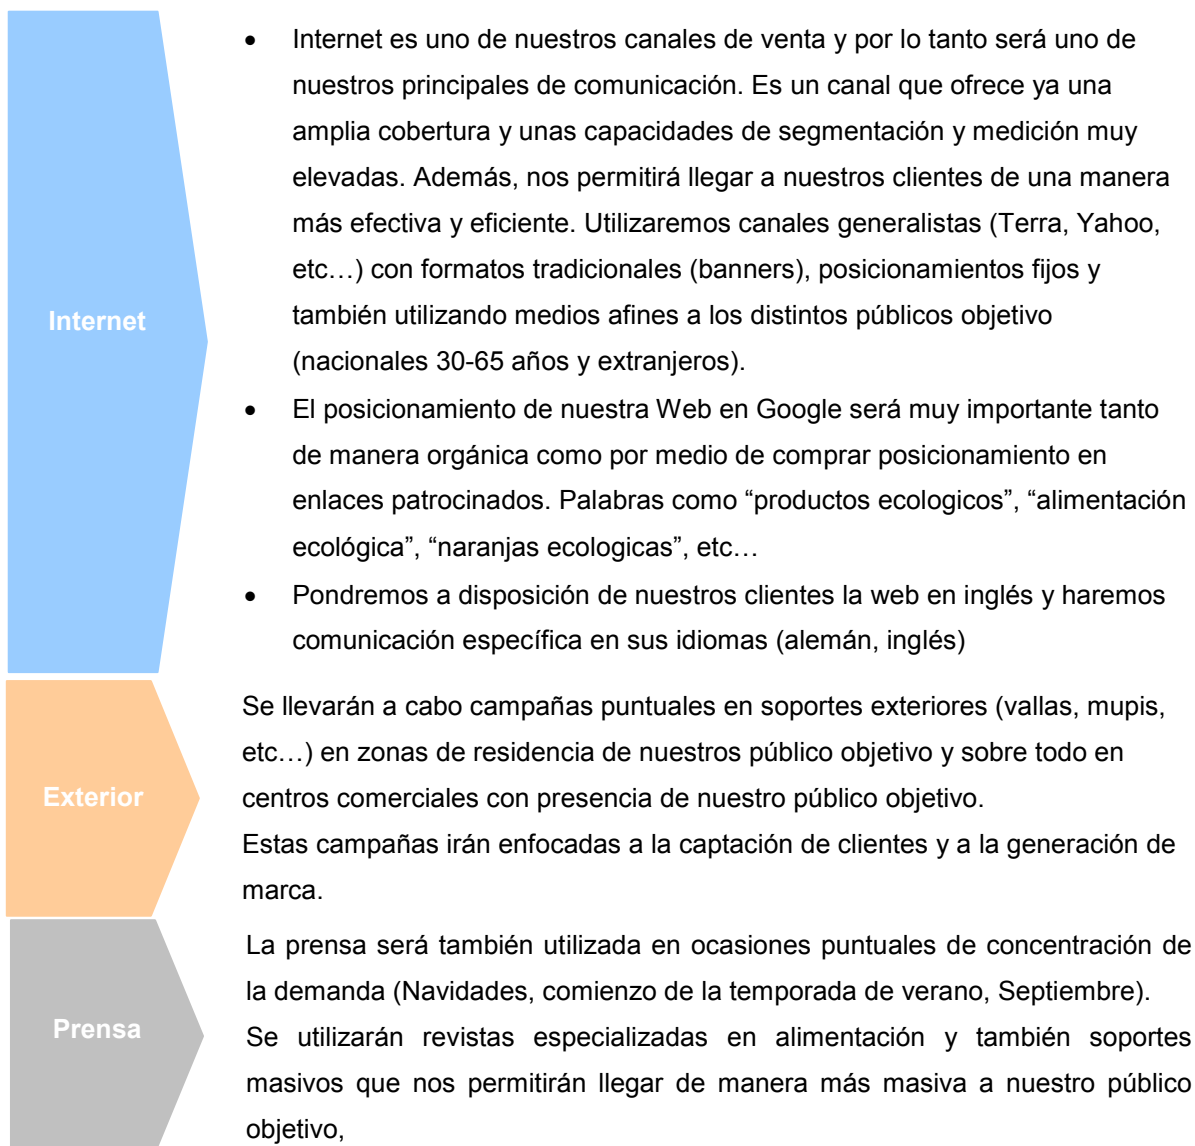 Internet
• Internet es uno de nuestros canales de venta y por lo tanto será uno de
nuestros principales de comunicación. Es un canal que ofrece ya una
amplia cobertura y unas capacidades de segmentación y medición muy
elevadas. Además, nos permitirá llegar a nuestros clientes de una manera
más efectiva y eficiente. Utilizaremos canales generalistas (Terra, Yahoo,
etc…) con formatos tradicionales (banners), posicionamientos fijos y
también utilizando medios afines a los distintos públicos objetivo
(nacionales 30-65 años y extranjeros).
• El posicionamiento de nuestra Web en Google será muy importante tanto
de manera orgánica como por medio de comprar posicionamiento en
enlaces patrocinados. Palabras como “productos ecologicos”, “alimentación
ecológica”, “naranjas ecologicas”, etc…
• Pondremos a disposición de nuestros clientes la web en inglés y haremos
comunicación específica en sus idiomas (alemán, inglés)
Exterior
Se llevarán a cabo campañas puntuales en soportes exteriores (vallas, mupis,
etc…) en zonas de residencia de nuestros público objetivo y sobre todo en
centros comerciales con presencia de nuestro público objetivo.
Estas campañas irán enfocadas a la captación de clientes y a la generación de
marca.
Prensa
La prensa será también utilizada en ocasiones puntuales de concentración de
la demanda (Navidades, comienzo de la temporada de verano, Septiembre).
Se utilizarán revistas especializadas en alimentación y también soportes
masivos que nos permitirán llegar de manera más masiva a nuestro público
objetivo,